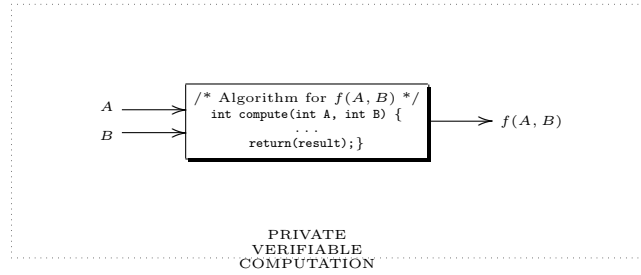 /* Algorithm for f(A, B) */
A
int compute(int A, int B) {
...
f(A, B)
B
return(result);}
PRIVATE
VERIFIABLE
COMPUTATION